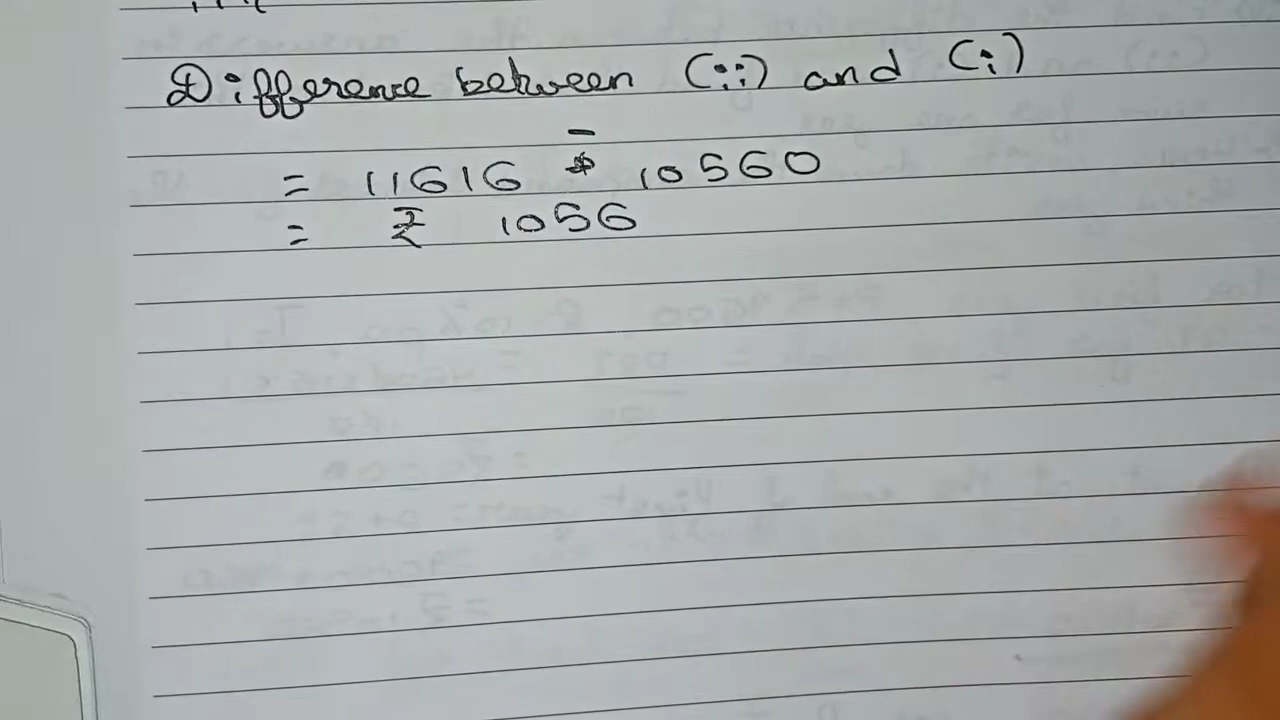 Difference between (ii) and (i)
= 11616 - 10560
= ₹ 1056